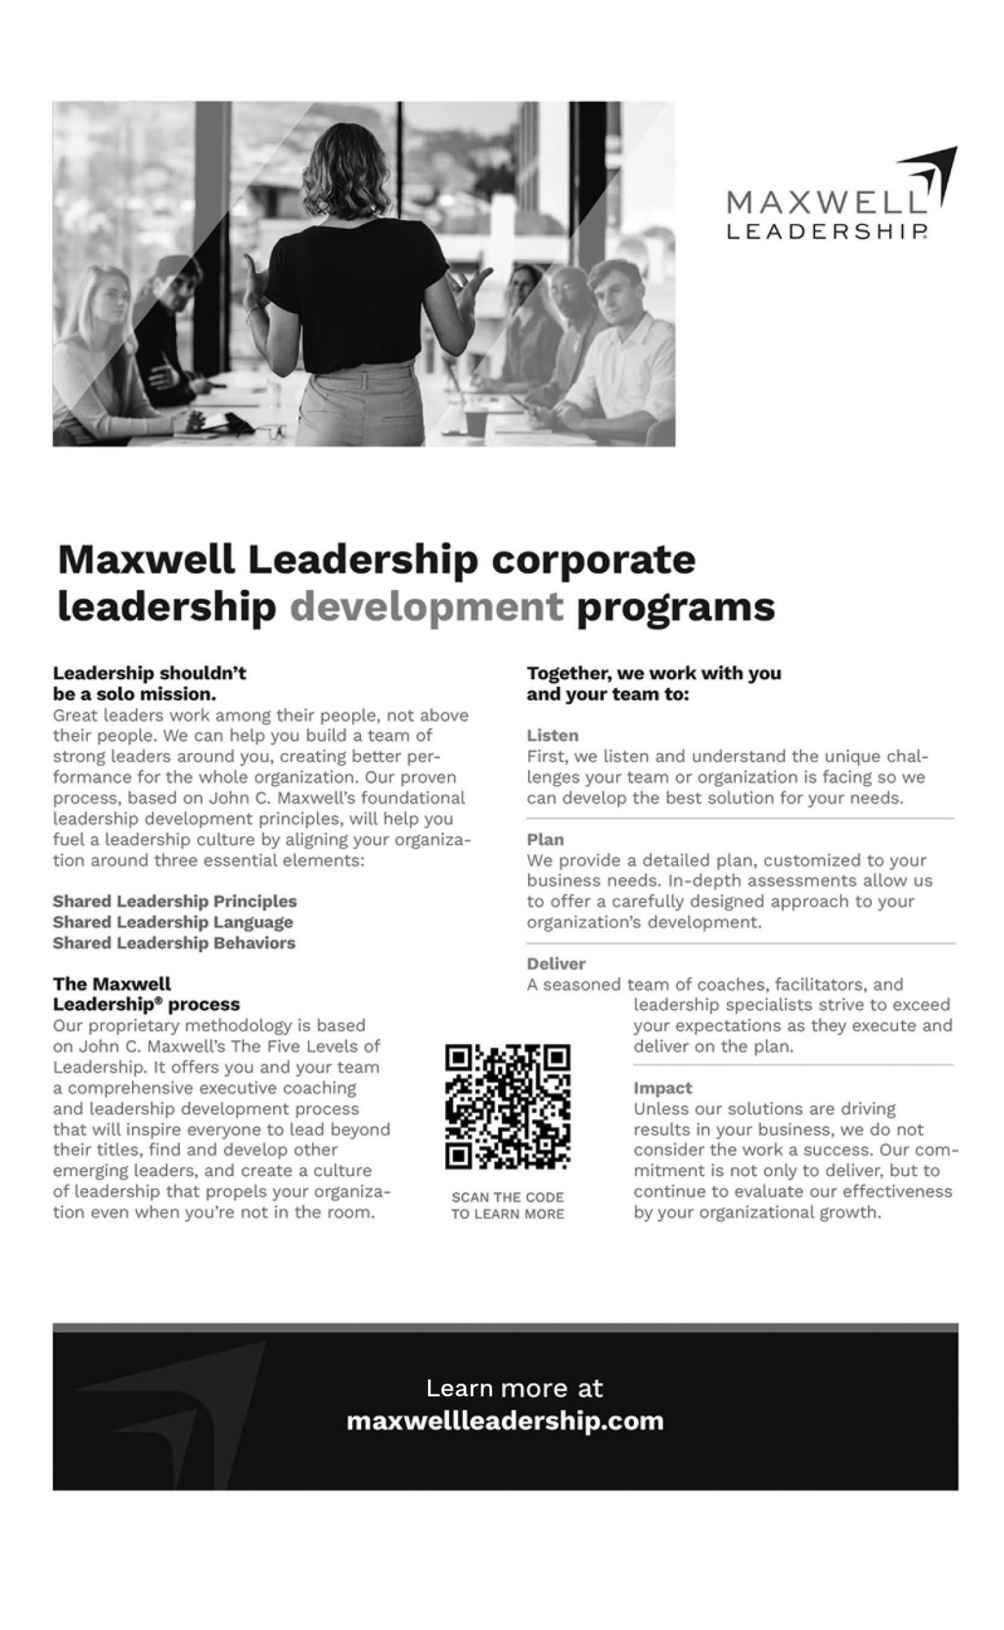 MAXWELL
LEADERSHIP®
Maxwell Leadership corporate
leadership development programs
Leadership shouldn’t
be a solo mission.
Great leaders work among their people, not above
their people. We can help you build a team of
strong leaders around you, creating better per-
formance for the whole organization. Our proven
process, based on John C. Maxwell’s foundational
leadership development principles, will help you
fuel a leadership culture by aligning your organiza-
tion around three essential elements:
Shared Leadership Principles
Shared Leadership Language
Shared Leadership Behaviors
The Maxwell
Leadership® process
Our proprietary methodology is based
on John C. Maxwell’s The Five Levels of
Leadership. It offers you and your team
a comprehensive executive coaching
and leadership development process
that will inspire everyone to lead beyond
their titles, find and develop other
emerging leaders, and create a culture
of leadership that propels your organiza-
tion even when you’re not in the room.
SCAN THE CODE
TO LEARN MORE
Together, we work with you
and your team to:
Listen
First, we listen and understand the unique chal-
lenges your team or organization is facing so we
can develop the best solution for your needs.
Plan
We provide a detailed plan, customized to your
business needs. In-depth assessments allow us
to offer a carefully designed approach to your
organization’s development.
Deliver
A seasoned team of coaches, facilitators, and
leadership specialists strive to exceed
your expectations as they execute and
deliver on the plan.
Impact
Unless our solutions are driving
results in your business, we do not
consider the work a success. Our com-
mitment is not only to deliver, but to
continue to evaluate our effectiveness
by your organizational growth.
Learn more at
maxwellleadership.com